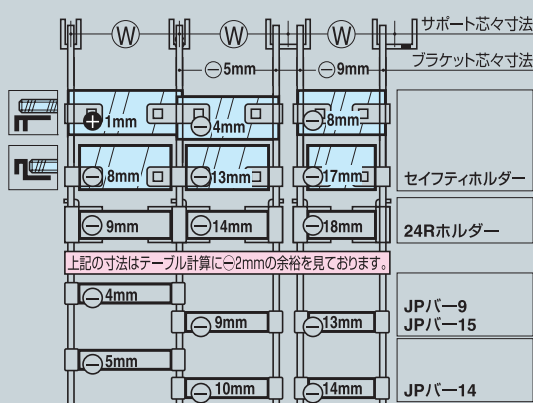 W W W サポート芯々寸法
⊖5mm ⊖9mm ブラケット芯々寸法
⊕1mm ⊖4mm ⊖8mm
⊖8mm ⊖13mm ⊖17mm セイフティホルダー
⊖9mm ⊖14mm ⊖18mm 24Rホルダー
上記の寸法はテーブル計算に⊖2mmの余裕を見ております。
⊖4mm
JPバー9
⊖9mm ⊖13mm JPバー15
⊖5mm
⊖10mm ⊖14mm JPバー14